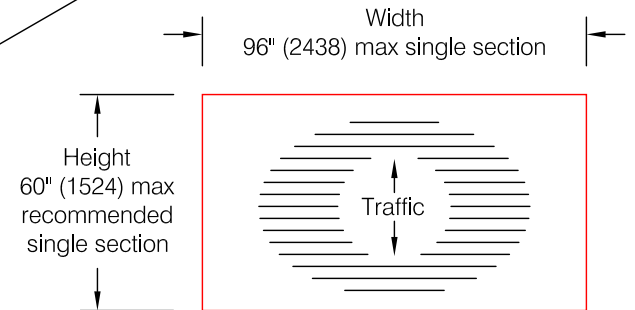 Width
96" (2438) max single section
Height
60" (1524) max
recommended
single section
Traffic